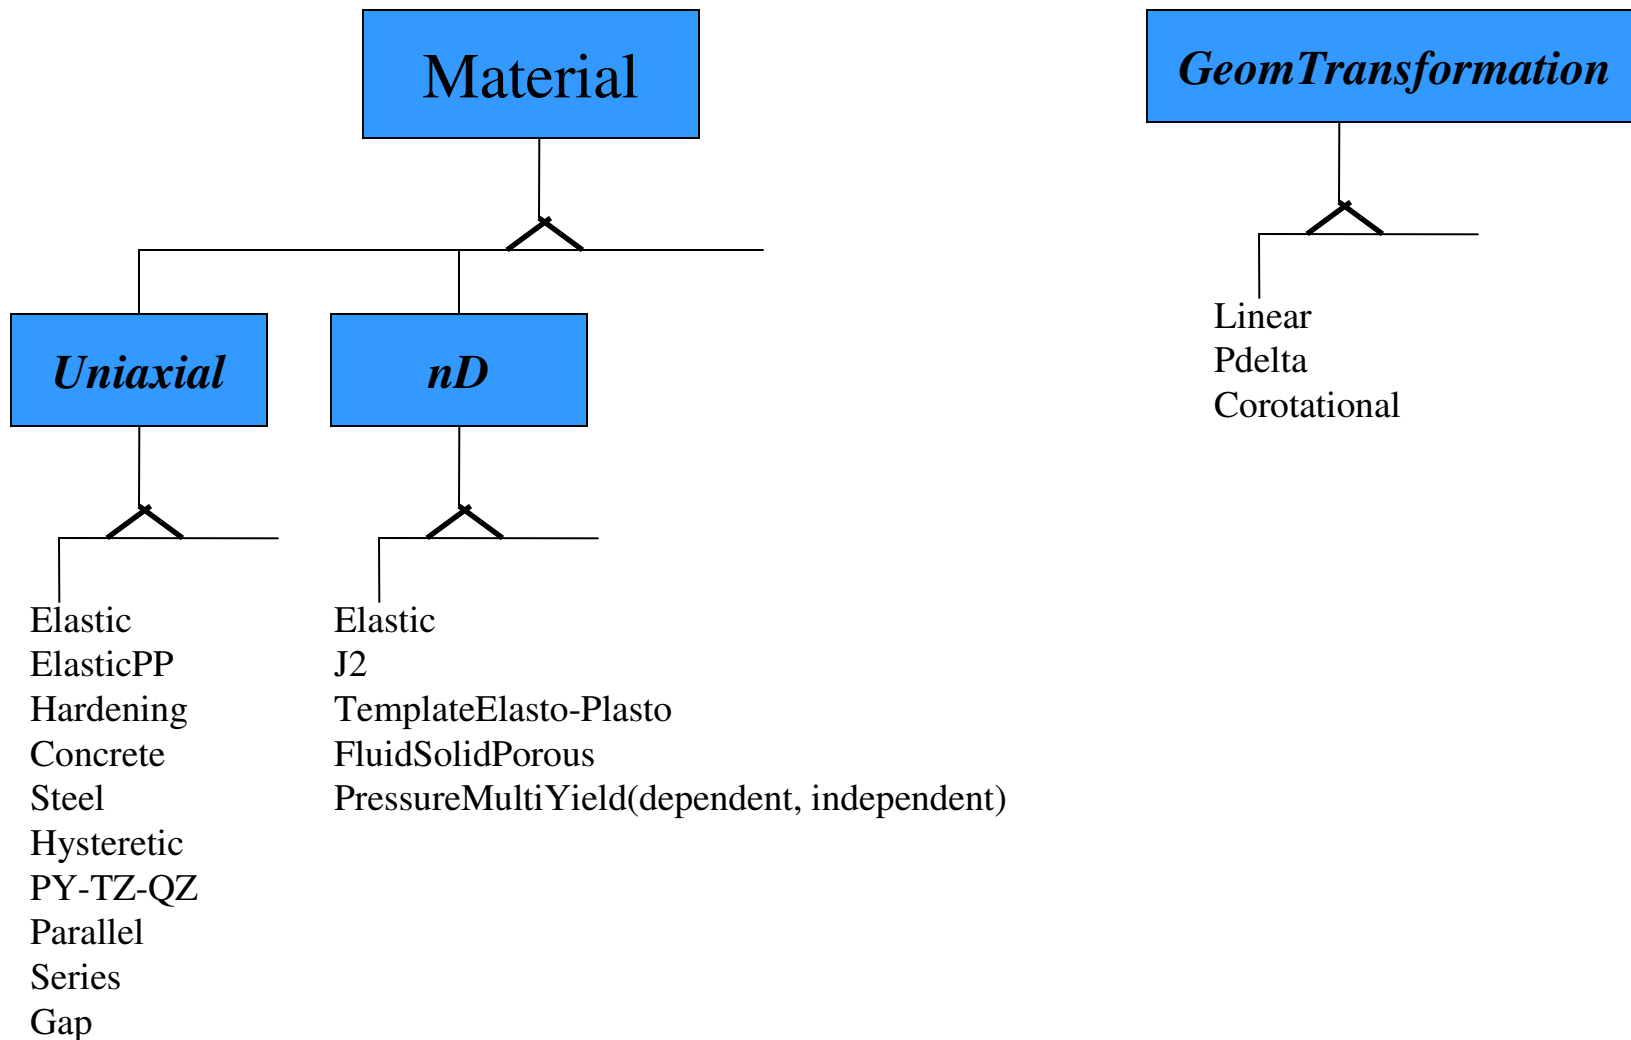 Material
GeomTransformation
Uniaxial
nD
Linear
Pdelta
Corotational
Elastic
ElasticPP
Hardening
Concrete
Steel
Hysteretic
PY-TZ-QZ
Parallel
Series
Gap
Elastic
J2
TemplateElasto-Plasto
FluidSolidPorous
PressureMultiYield(dependent, independent)